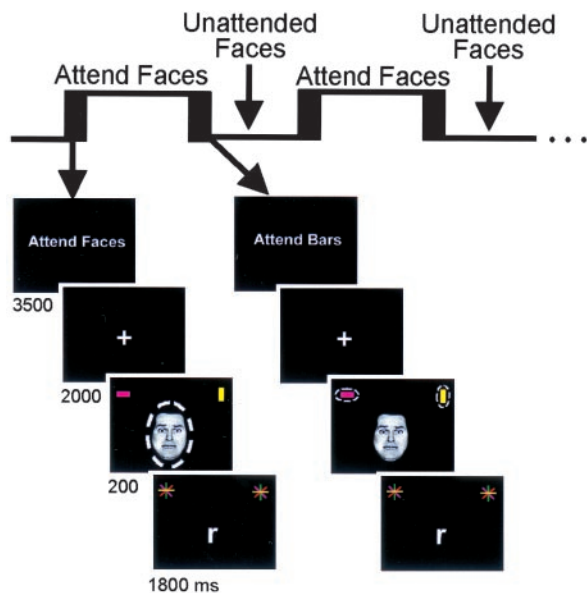 Unattended
Faces
Unattended
Faces
Attend Faces
Attend Faces
...
Attend Faces
Attend Bars
3500
+
+
2000
200
r
r
1800 ms